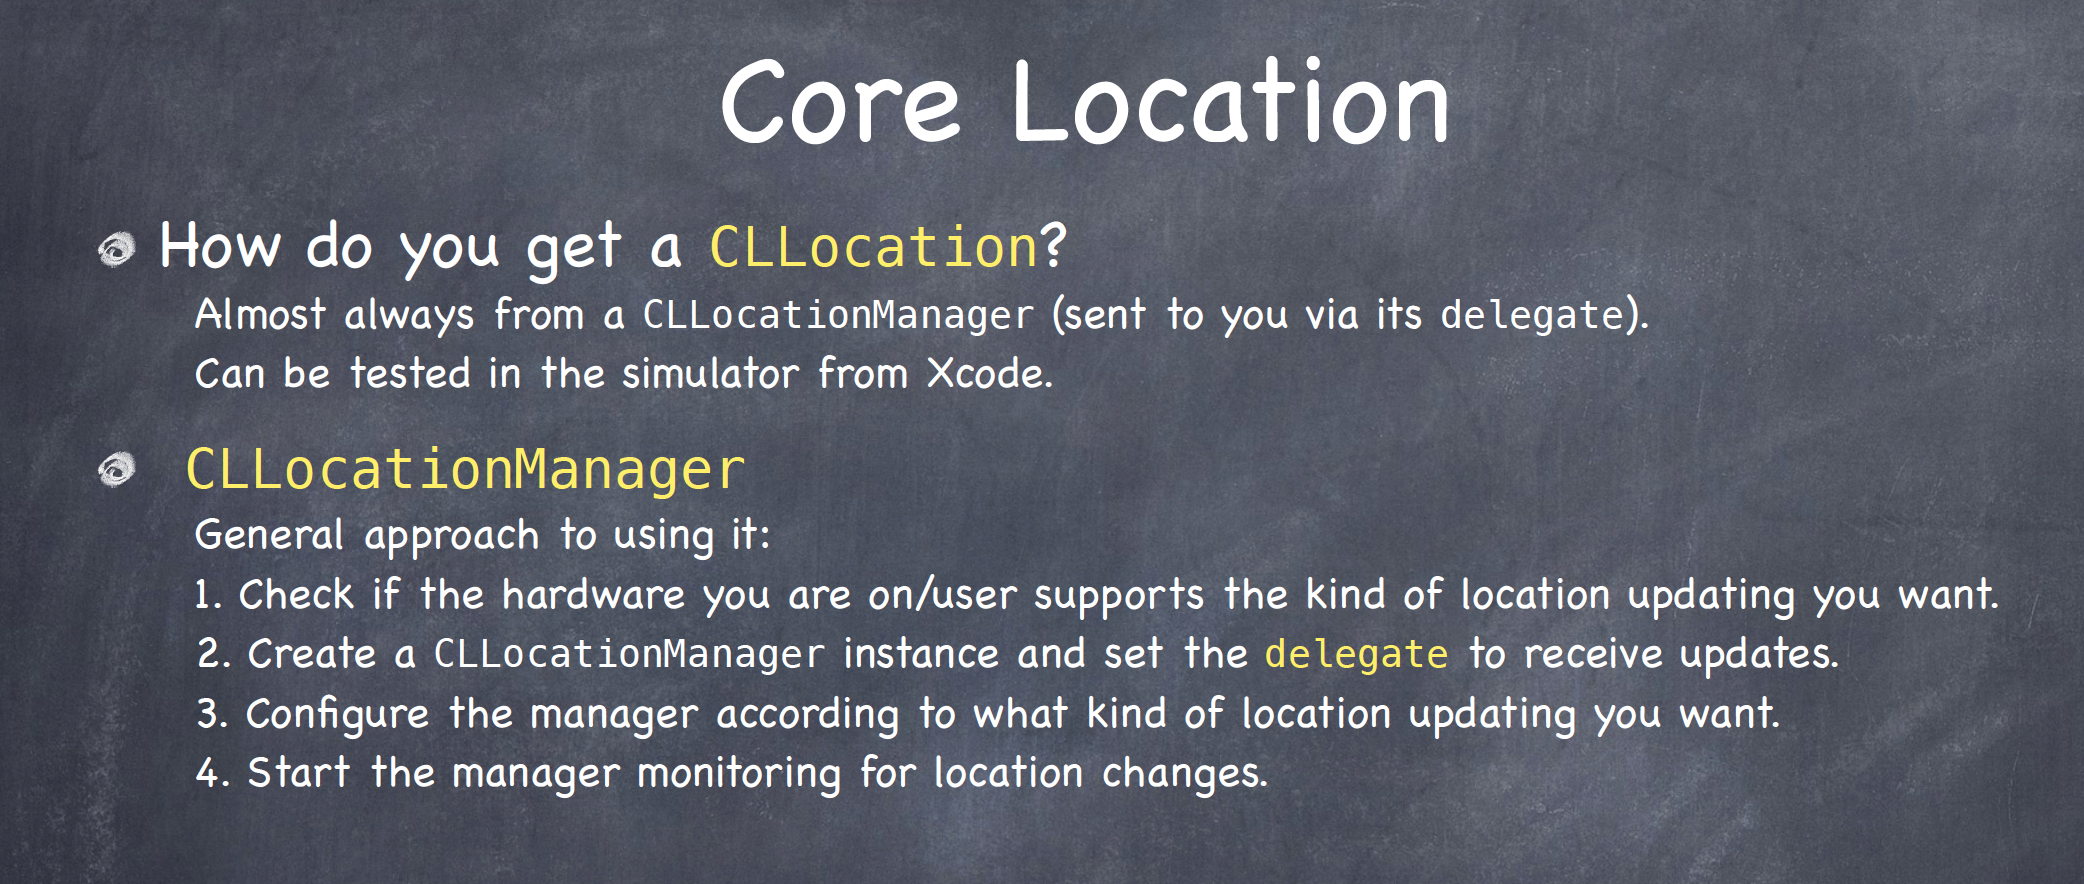 Core Location
How do you get a CLLocation?
Almost always from a CLLocationManager (sent to you via its delegate).
Can be tested in the simulator from Xcode.
CLLocationManager
General approach to using it:
1. Check if the hardware you are on/user supports the kind of location updating you want.
2. Create a CLLocationManager instance and set the delegate to receive updates.
3. Configure the manager according to what kind of location updating you want.
4. Start the manager monitoring for location changes.